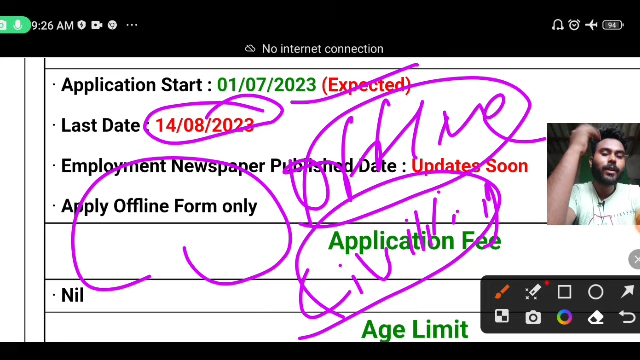 9:26 AM
94
No internet connection
· Application Start : 01/07/2023 (Expected)
· Last Date : 14/08/2023
· Employment Newspaper Published Date : Updates Soon
· Apply Offline Form only
Offline
Application Fee
· Nil
Age Limit